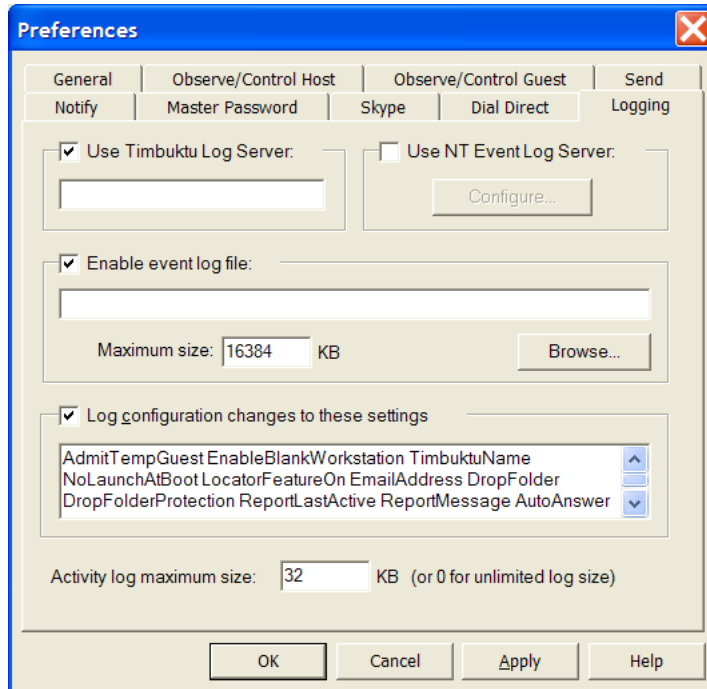 Preferences
General Observe/Control Host Observe/Control Guest Send
Notify Master Password Skype Dial Direct Logging
Use Timbuktu Log Server: Use NT Event Log Server:
Configure...
Enable event log file:
Maximum size: 16384 KB Browse...
Log configuration changes to these settings
AdmitTempGuest EnableBlankWorkstation TimbuktuName
NoLaunchAtBoot LocatorFeatureOn EmailAddress DropFolder
DropFolderProtection ReportLastActive ReportMessage AutoAnswer
Activity log maximum size: 32 KB (or 0 for unlimited log size)
OK Cancel Apply Help